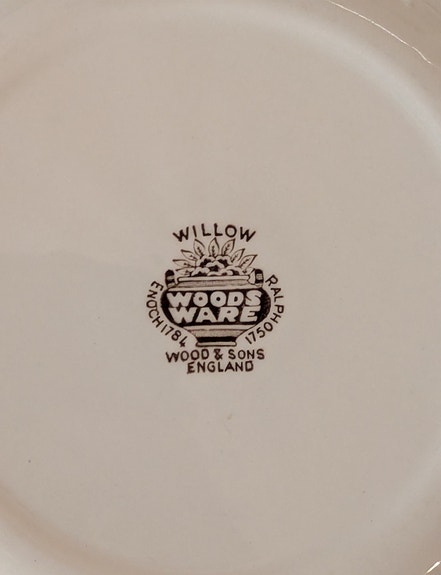 WILLOW
ENOCH 1784
RALPH 1750
WOODS
WARE
WOOD & SONS
ENGLAND